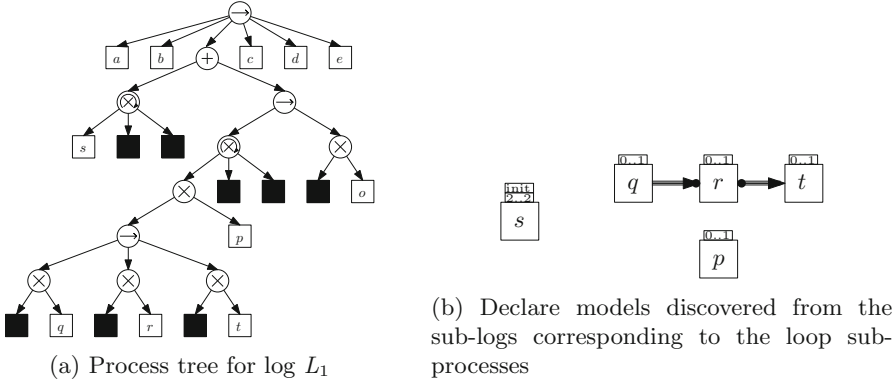 →
a b + c d e
⊗ →
s ⊗ ×
× o
→ p
× × ×
q r t
(a) Process tree for log L₁
0..1 0..1 0..1
q r t
init
2..2
s
0..1
p
(b) Declare models discovered from the
sub-logs corresponding to the loop sub-
processes